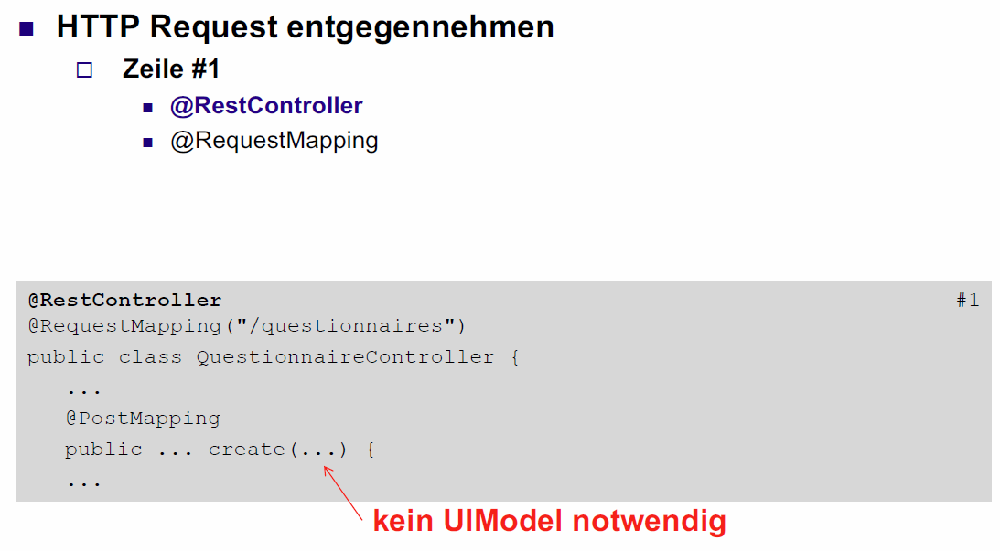 HTTP Request entgegennehmen
Zeile #1
@RestController
@RequestMapping
@RestController #1
@RequestMapping("/questionnaires")
public class QuestionnaireController {
...
@PostMapping
public ... create(...) {
...
kein UIModel notwendig